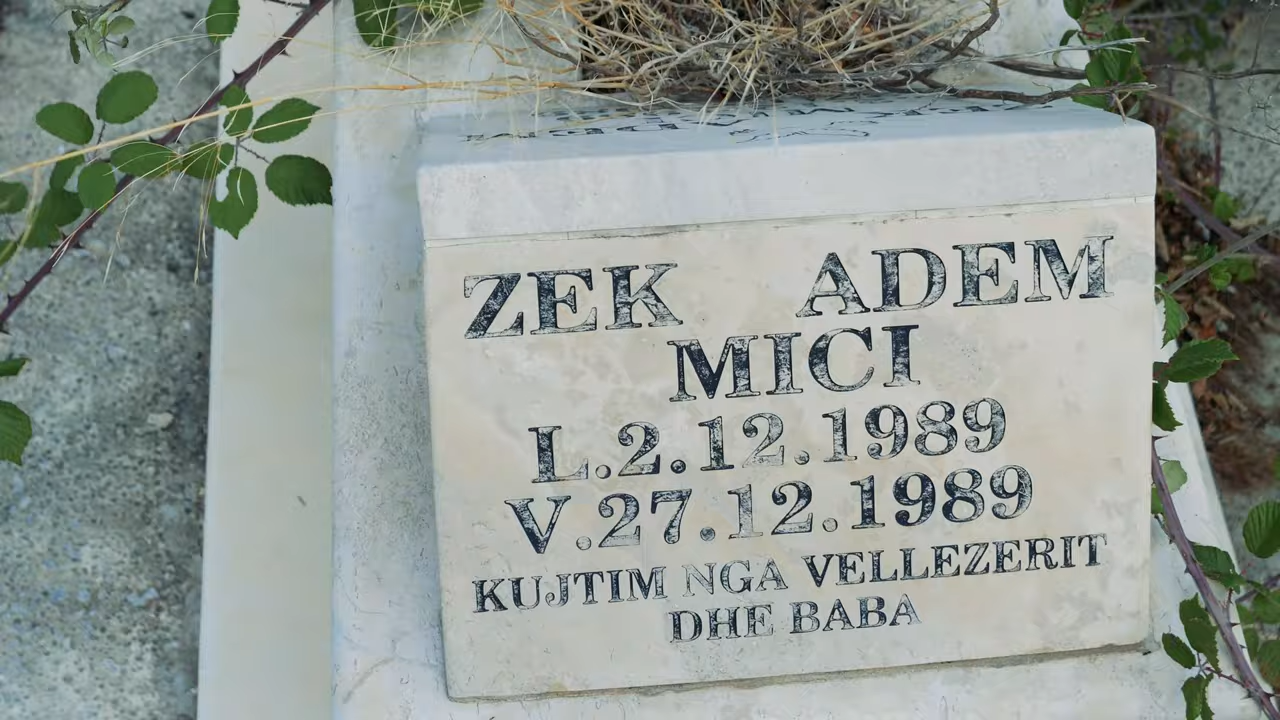 ZEK ADEM
MICI
L.2.12.1989
V.27.12.1989
KUJTIM NGA VELLEZERIT
DHE BABA